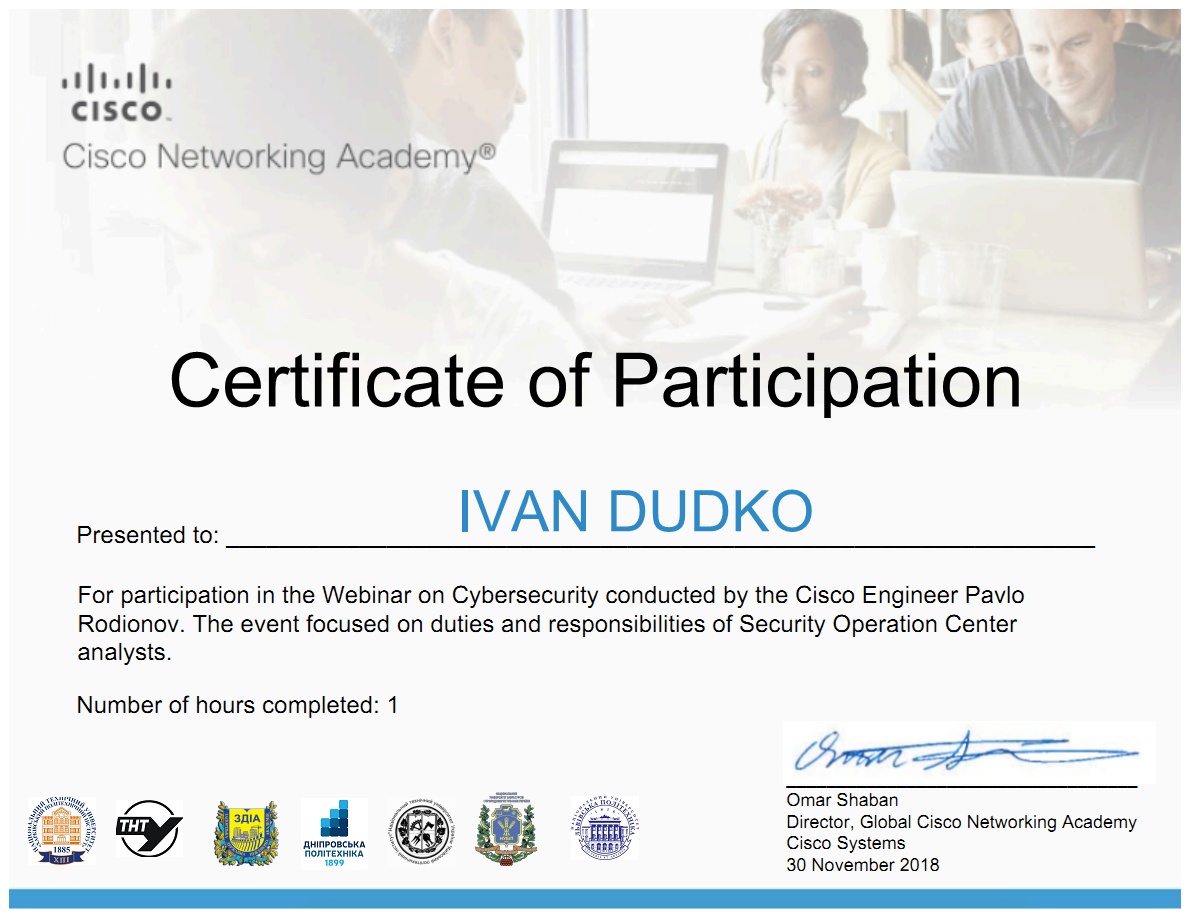 CISCO
Cisco Networking Academy®
Certificate of Participation
IVAN DUDKO
Presented to:
For participation in the Webinar on Cybersecurity conducted by the Cisco Engineer Pavlo
Rodionov. The event focused on duties and responsibilities of Security Operation Center
analysts.
Number of hours completed: 1
Omar Shaban
Director, Global Cisco Networking Academy
Cisco Systems
30 November 2018
1885
ХПІ
ТНТУ
ЗДІА
ДНІПРОВСЬКА
ПОЛІТЕХНІКА
1899
ЛЬВІВСЬКА ПОЛІТЕХНІКА